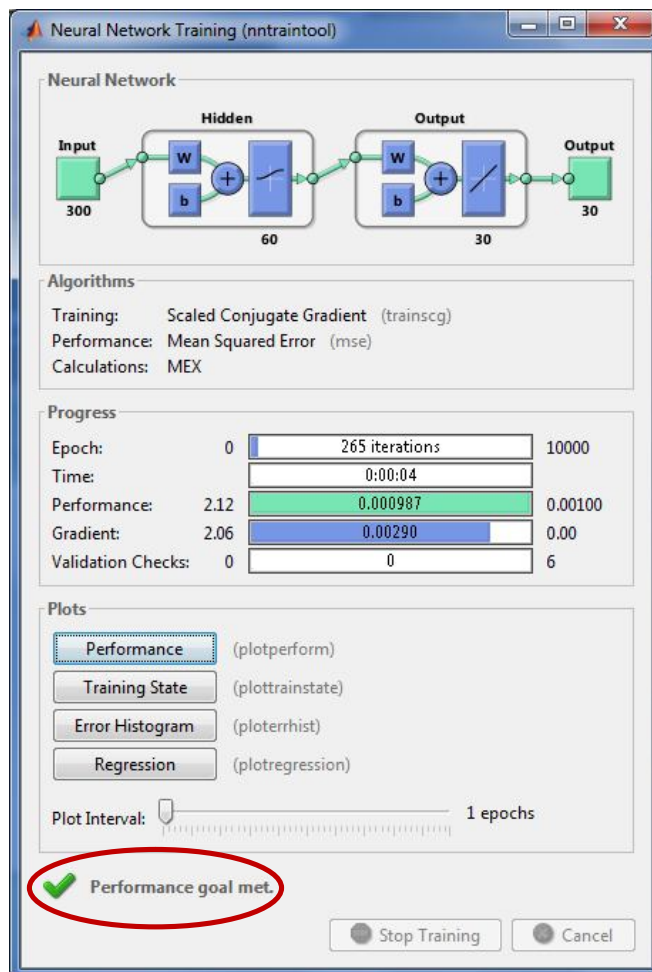 Neural Network Training (nntraintool)
Neural Network
Hidden Output
Input Output
W W
b b
+ +
300 60 30 30
Algorithms
Training: Scaled Conjugate Gradient (trainscg)
Performance: Mean Squared Error (mse)
Calculations: MEX
Progress
Epoch: 0 265 iterations 10000
Time: 0:00:04
Performance: 2.12 0.000987 0.00100
Gradient: 2.06 0.00290 0.00
Validation Checks: 0 0 6
Plots
Performance (plotperform)
Training State (plottrainstate)
Error Histogram (ploterrhist)
Regression (plotregression)
Plot Interval: 1 epochs
Performance goal met.
Stop Training Cancel